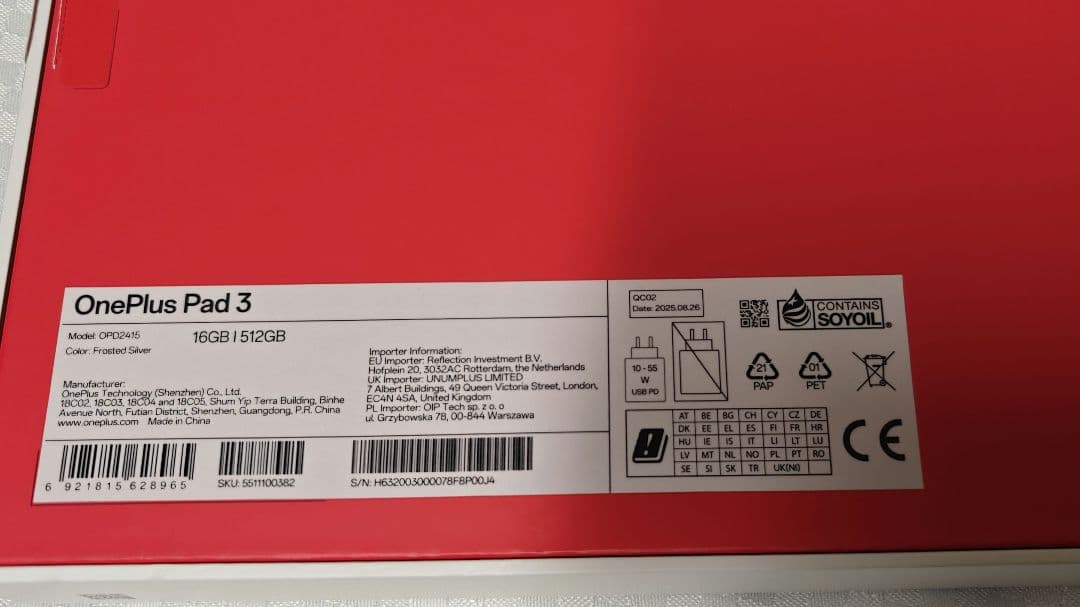 OnePlus Pad 3
Model: OPD2415
16GB | 512GB
Color: Frosted Silver
Manufacturer:
OnePlus Technology (Shenzhen) Co., Ltd.
18C02, 18C03, 18C04 and 18C05, Shum Yip Terra Building, Binhe
Avenue North, Futian District, Shenzhen, Guangdong, P.R. China
www.oneplus.com Made in China
Importer Information:
EU Importer: Reflection Investment B.V.
Hofplein 20, 3032AC Rotterdam, the Netherlands
UK Importer: UNUMPLUS LIMITED
7 Albert Buildings, 49 Queen Victoria Street, London,
EC4N 4SA, United Kingdom
PL Importer: OIP Tech sp. z o. o
ul. Grzybowska 78, 00-844 Warszawa
6 921815 628965
SKU: 5511100382
S/N: H632003000078F8P00J4
QC02
Date: 2025.08.26
CONTAINS
SOYOIL®
10 - 55
W
USB PD
21
PAP
01
PET
AT BE BG CH CY CZ DE
DK EE EL ES FI FR HR
HU IE IS IT LI LT LU
LV MT NL NO PL PT RO
SE SI SK TR UK(NI)
CE